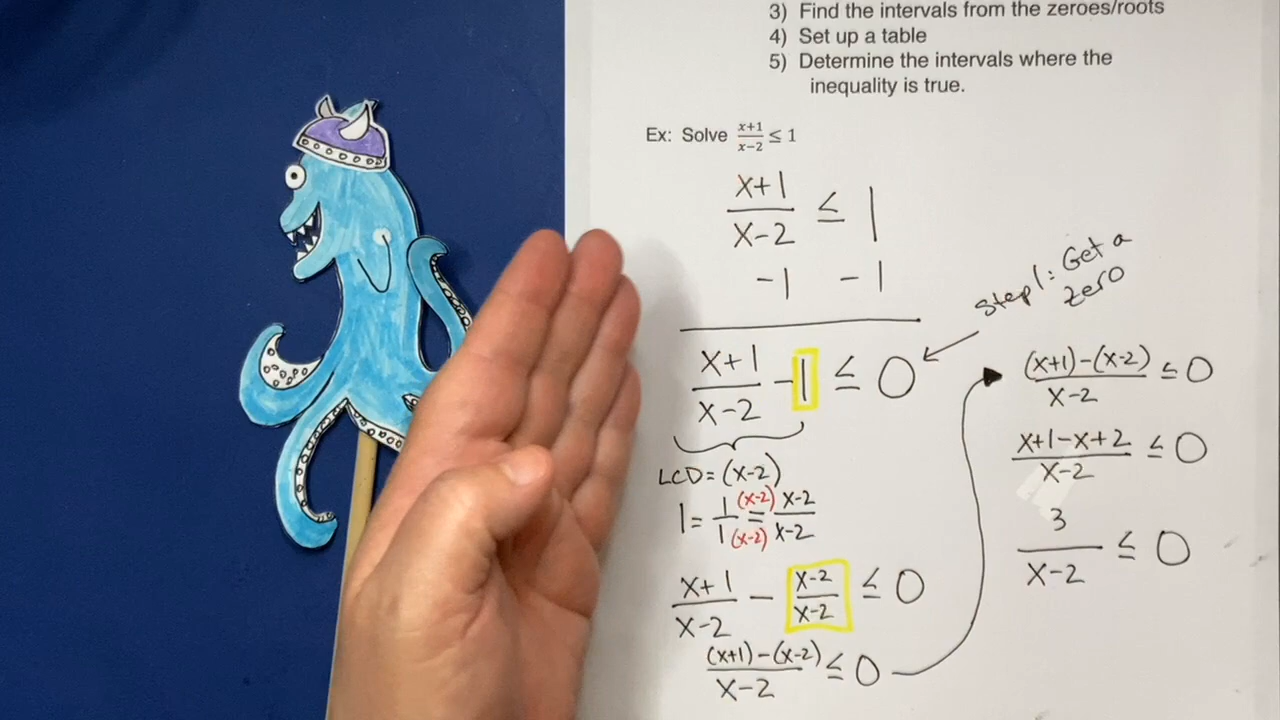 3) Find the intervals from the zeroes/roots
4) Set up a table
5) Determine the intervals where the
inequality is true.
Ex: Solve x+1/x−2 ≤ 1
x+1/x-2 ≤ 1
-1 -1
Step 1: Get a
zero
x+1/x-2 -1 ≤ 0
LCD = (x-2)
1 = 1/1 (x-2)/(x-2) = x-2/x-2
x+1/x-2 - x-2/x-2 ≤ 0
(x+1)-(x-2)/x-2 ≤ 0
(x+1)-(x-2)/x-2 ≤ 0
x+1-x+2/x-2 ≤ 0
3/x-2 ≤ 0